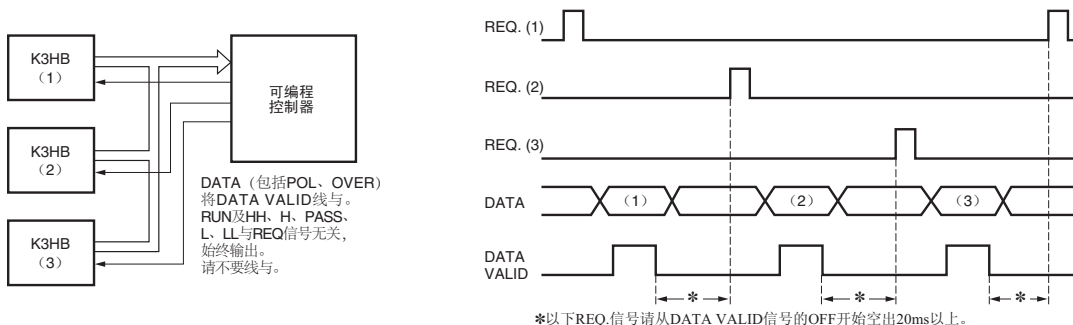 K3HB
（1）
K3HB
（2）
K3HB
（3）
可编程
控制器
DATA（包括POL、OVER）
将DATA VALID线与。
RUN及HH、H、PASS、
L、LL与REQ信号无关，
始终输出。
请不要线与。
REQ. (1)
REQ. (2)
REQ. (3)
DATA
（1）
（2）
（3）
DATA
VALID
*
*
*
*以下REQ.信号请从DATA VALID信号的OFF开始空出20ms以上。